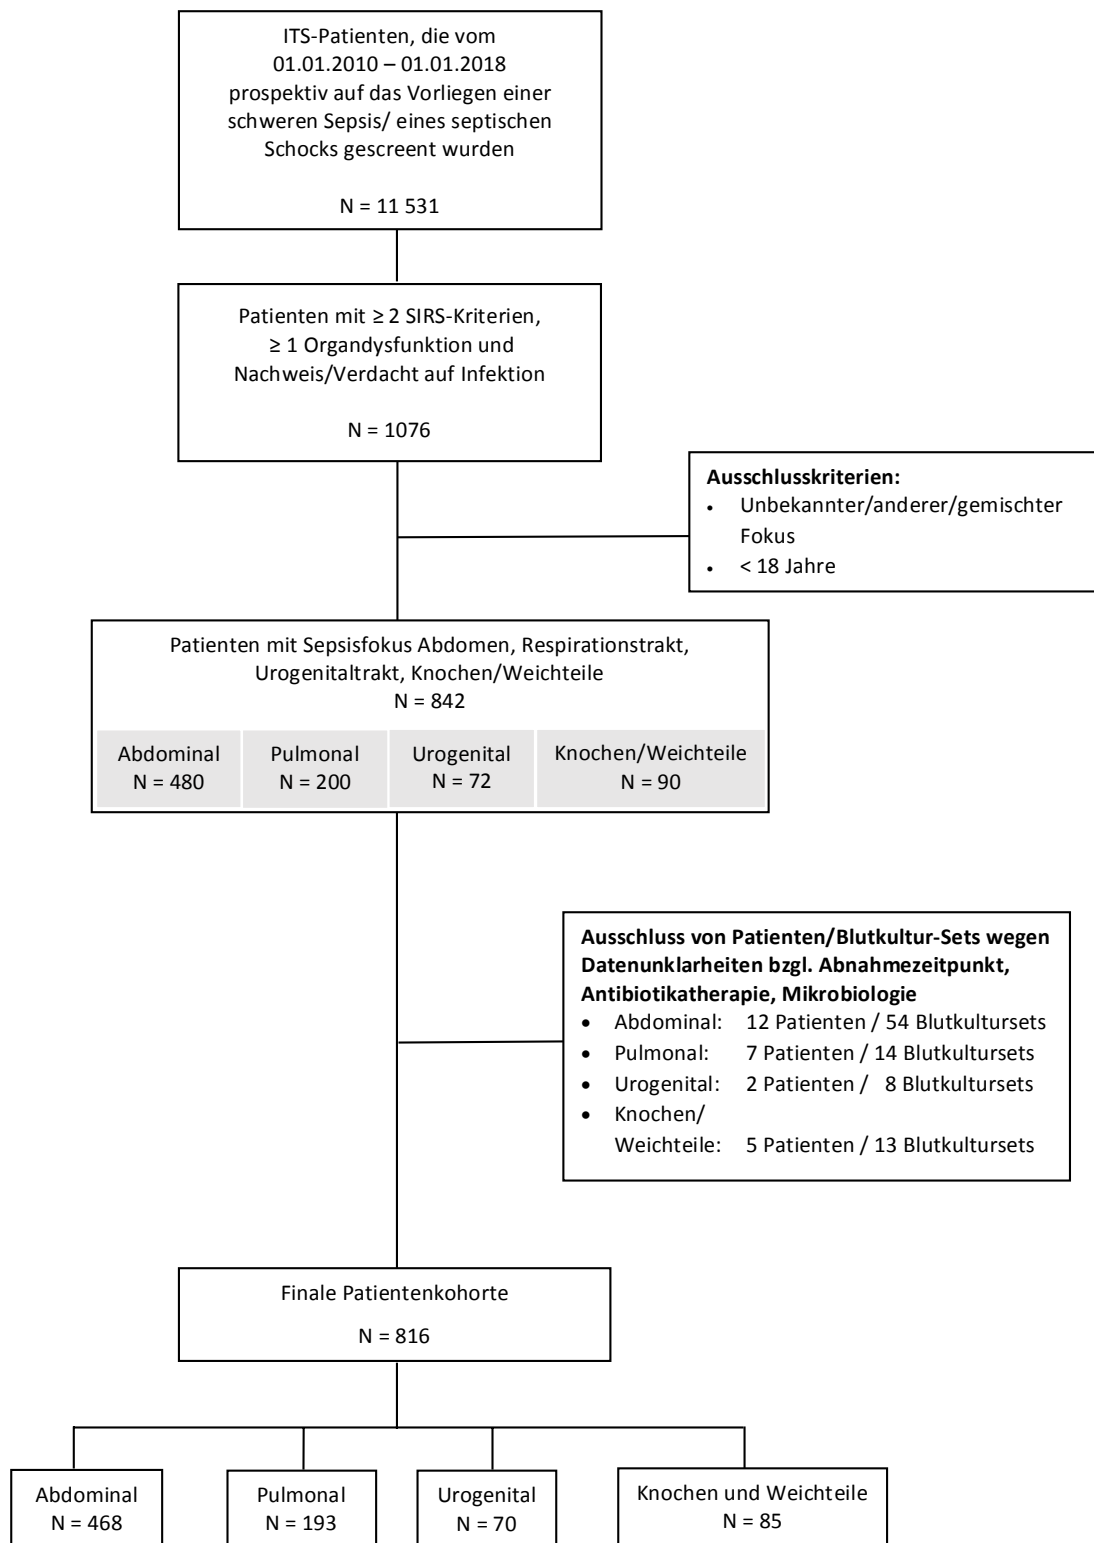 ITS-Patienten, die vom
01.01.2010 – 01.01.2018
prospektiv auf das Vorliegen einer
schweren Sepsis/ eines septischen
Schocks gescreent wurden
N = 11 531
Patienten mit ≥ 2 SIRS-Kriterien,
≥ 1 Organdysfunktion und
Nachweis/Verdacht auf Infektion
N = 1076
Ausschlusskriterien:
• Unbekannter/anderer/gemischter
Fokus
• < 18 Jahre
Patienten mit Sepsisfokus Abdomen, Respirationstrakt,
Urogenitaltrakt, Knochen/Weichteile
N = 842
Abdominal
N = 480
Pulmonal
N = 200
Urogenital
N = 72
Knochen/Weichteile
N = 90
Ausschluss von Patienten/Blutkultur-Sets wegen
Datenunklarheiten bzgl. Abnahmezeitpunkt,
Antibiotikatherapie, Mikrobiologie
• Abdominal: 12 Patienten / 54 Blutkultursets
• Pulmonal: 7 Patienten / 14 Blutkultursets
• Urogenital: 2 Patienten / 8 Blutkultursets
• Knochen/
Weichteile: 5 Patienten / 13 Blutkultursets
Finale Patientenkohorte
N = 816
Abdominal
N = 468
Pulmonal
N = 193
Urogenital
N = 70
Knochen und Weichteile
N = 85